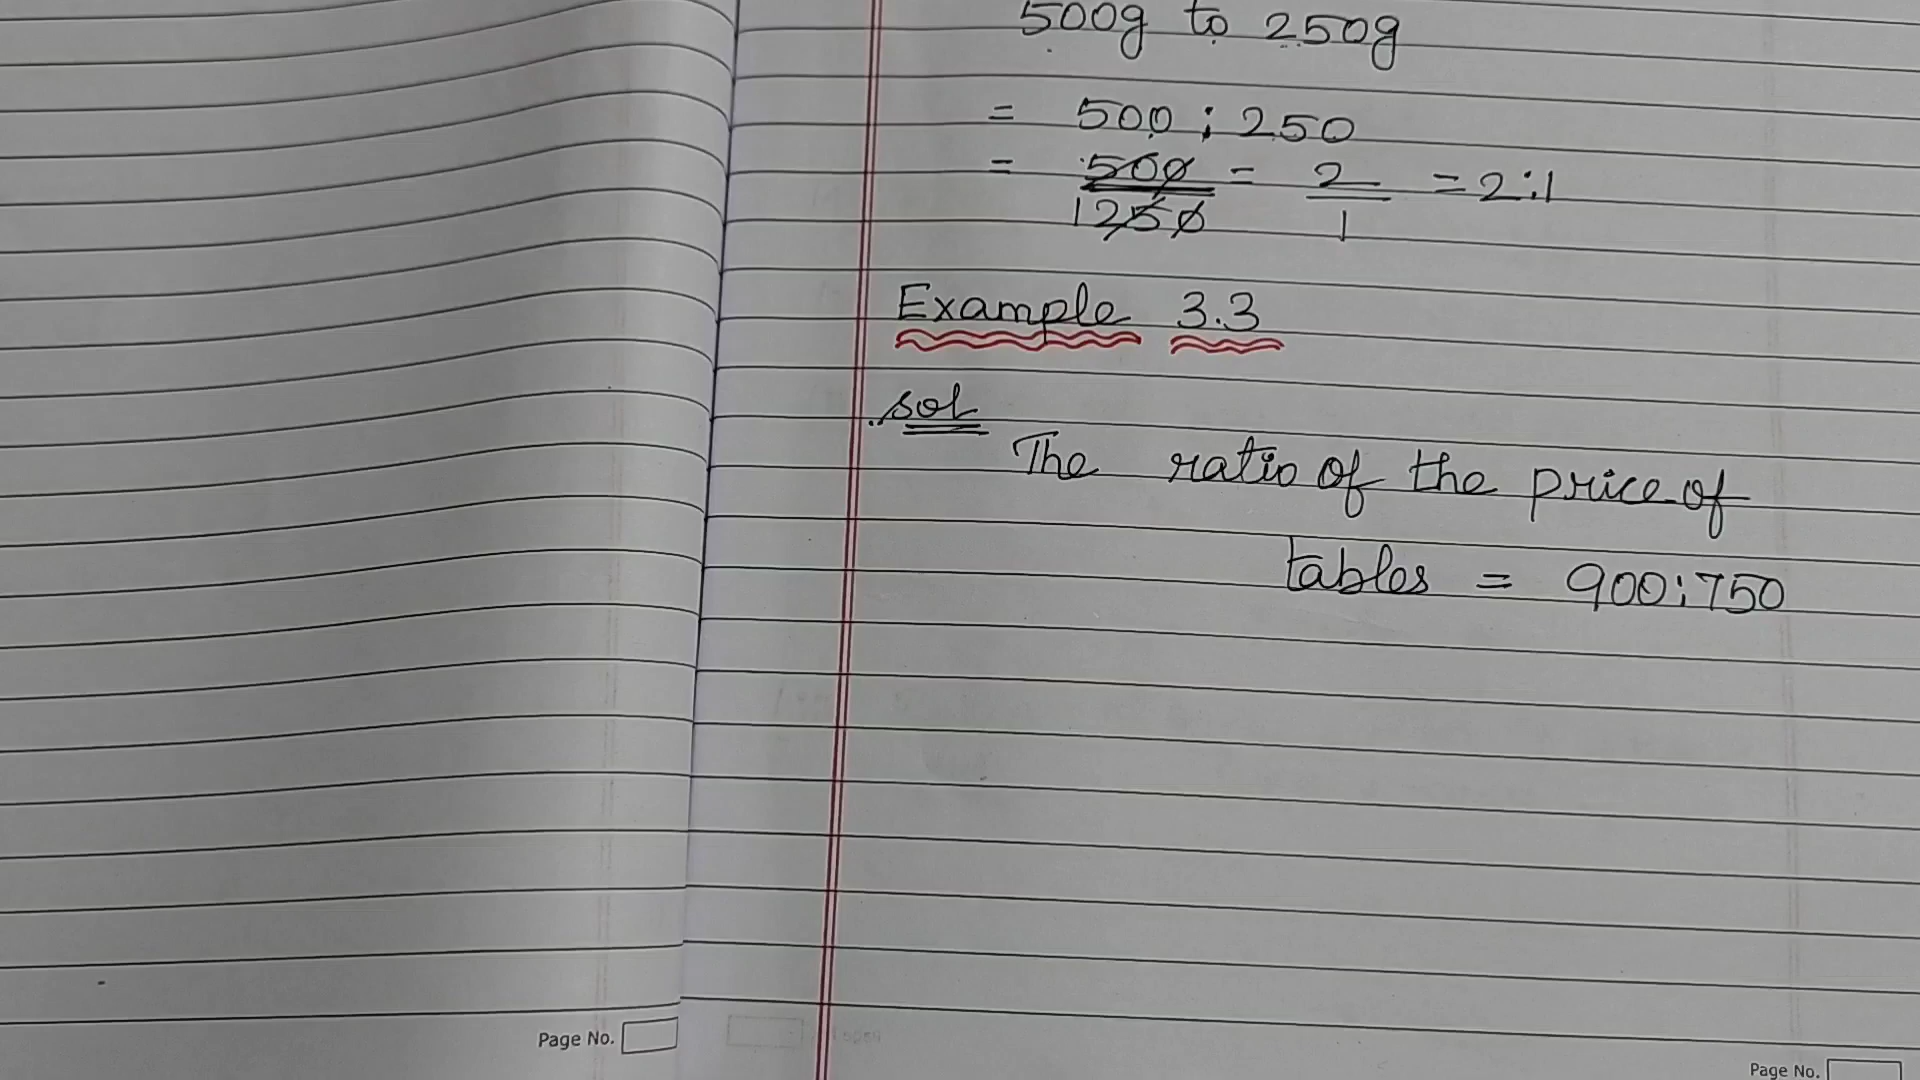 500g to 250g
= 500 : 250
= 500 = 2 = 2:1
1250 1
Example 3.3
sol
The ratio of the price of
tables = 900:750
Page No.
Page No.